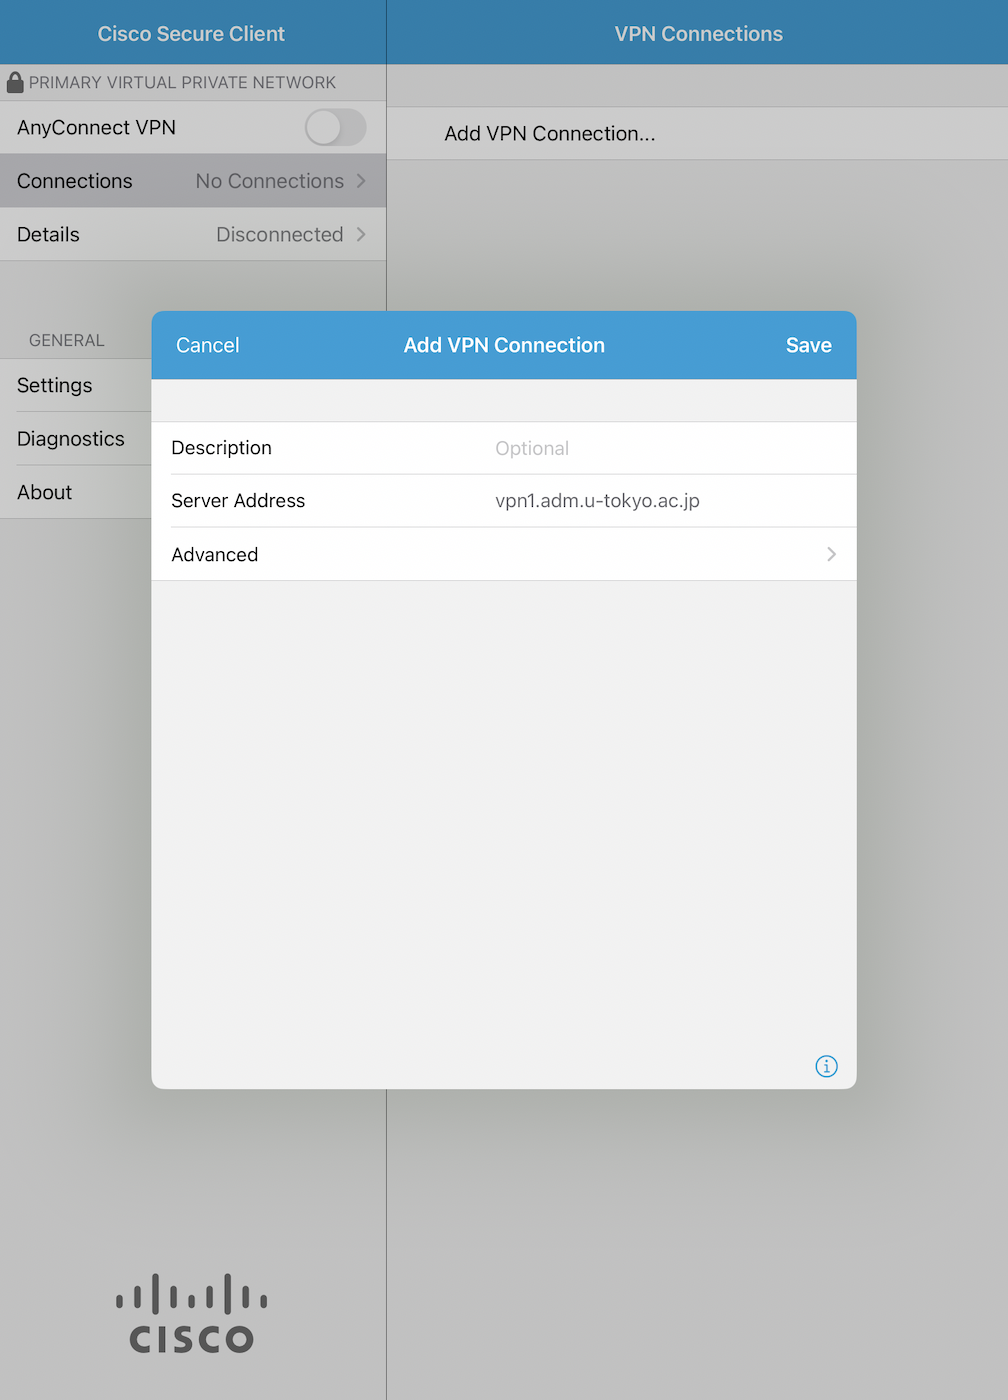 Cisco Secure Client
VPN Connections
PRIMARY VIRTUAL PRIVATE NETWORK
AnyConnect VPN
Add VPN Connection...
Connections No Connections
Details Disconnected
GENERAL
Settings
Diagnostics
About
Cancel Add VPN Connection Save
Description Optional
Server Address vpn1.adm.u-tokyo.ac.jp
Advanced
CISCO